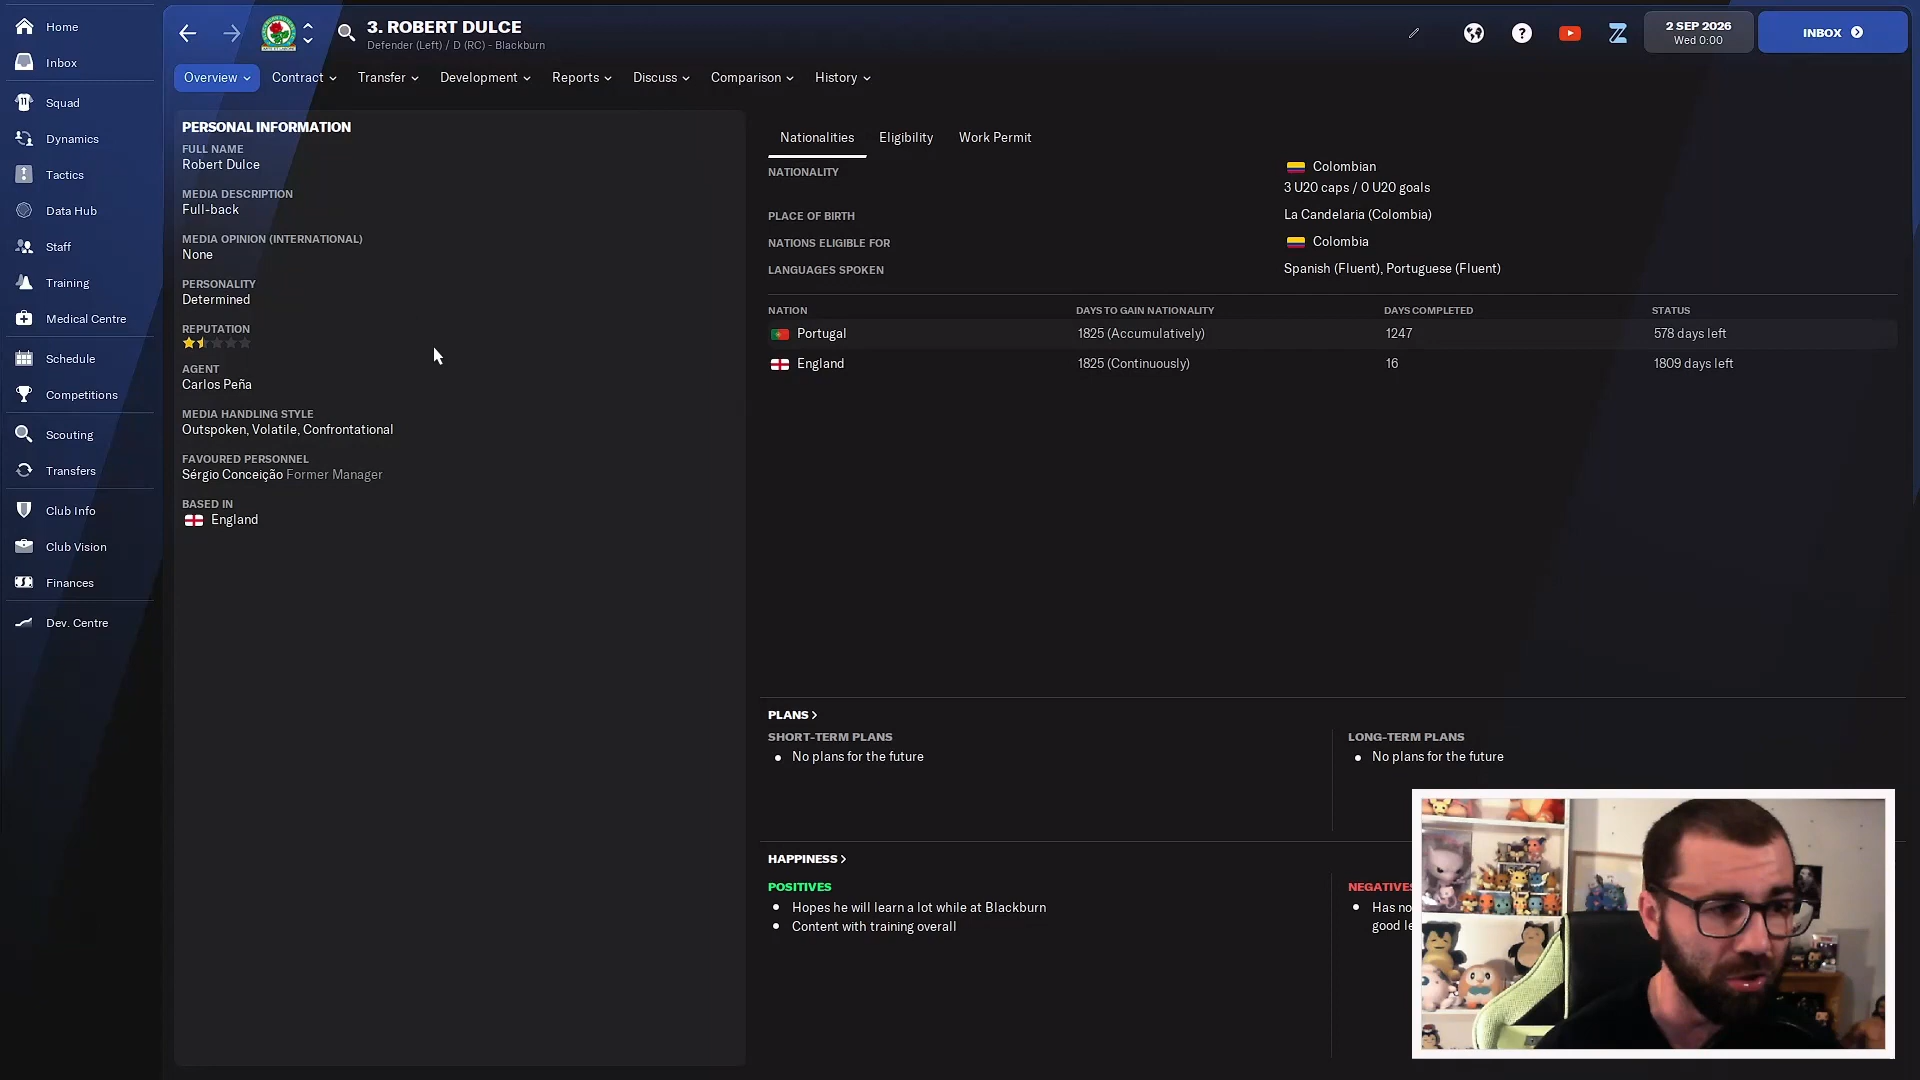 Home
Inbox
Squad
Dynamics
Tactics
Data Hub
Staff
Training
Medical Centre
Schedule
Competitions
Scouting
Transfers
Club Info
Club Vision
Finances
Dev. Centre
3. ROBERT DULCE
Defender (Left) / D (RC) - Blackburn
2 SEP 2026
Wed 0:00
INBOX
Overview
Contract
Transfer
Development
Reports
Discuss
Comparison
History
PERSONAL INFORMATION
FULL NAME
Robert Dulce
MEDIA DESCRIPTION
Full-back
MEDIA OPINION (INTERNATIONAL)
None
PERSONALITY
Determined
REPUTATION
AGENT
Carlos Peña
MEDIA HANDLING STYLE
Outspoken, Volatile, Confrontational
FAVOURED PERSONNEL
Sérgio Conceição Former Manager
BASED IN
England
Nationalities Eligibility Work Permit
NATIONALITY Colombian
3 U20 caps / 0 U20 goals
PLACE OF BIRTH La Candelaria (Colombia)
NATIONS ELIGIBLE FOR Colombia
LANGUAGES SPOKEN Spanish (Fluent), Portuguese (Fluent)
NATION DAYS TO GAIN NATIONALITY DAYS COMPLETED STATUS
Portugal 1825 (Accumulatively) 1247 578 days left
England 1825 (Continuously) 16 1809 days left
PLANS >
SHORT-TERM PLANS
• No plans for the future
LONG-TERM PLANS
• No plans for the future
HAPPINESS >
POSITIVES
• Hopes he will learn a lot while at Blackburn
• Content with training overall
NEGATIVES
• Has no
good le